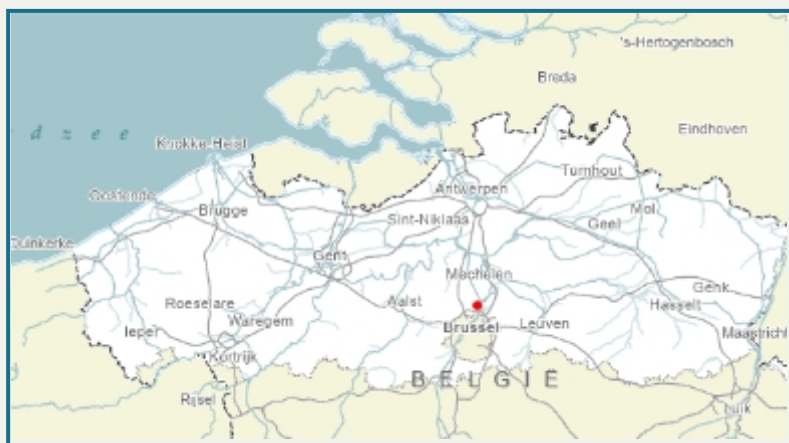 's-Hertogenbosch
Breda
dzee
Eindhoven
Knokke-Heist
Turnhout
Antwerpen
Oostende
Mol
Brugge
Sint-Niklaas
Geel
Duinkerke
Gent
Mechelen
Genk
Roeselare
Aalst
Hasselt
Waregem
Brussel
Leuven
Ieper
Maastricht
Kortrijk
BELGIË
Rijsel
Luik